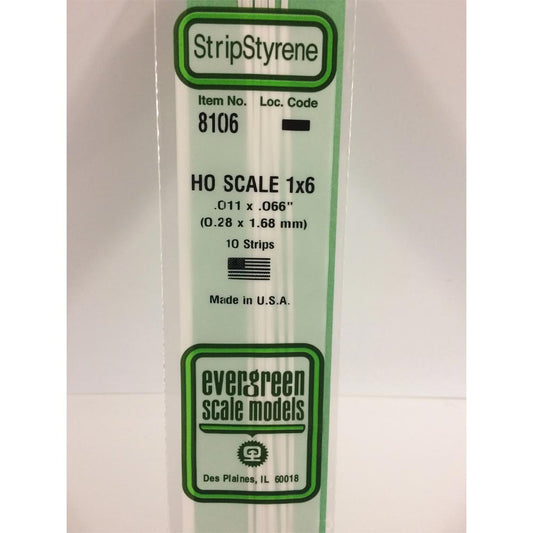 StripStyrene
Item No. Loc. Code
8106
HO SCALE 1x6
.011 x .066"
(0.28 x 1.68 mm)
10 Strips
Made in U.S.A.
evergreen
scale models
Des Plaines, IL 60018